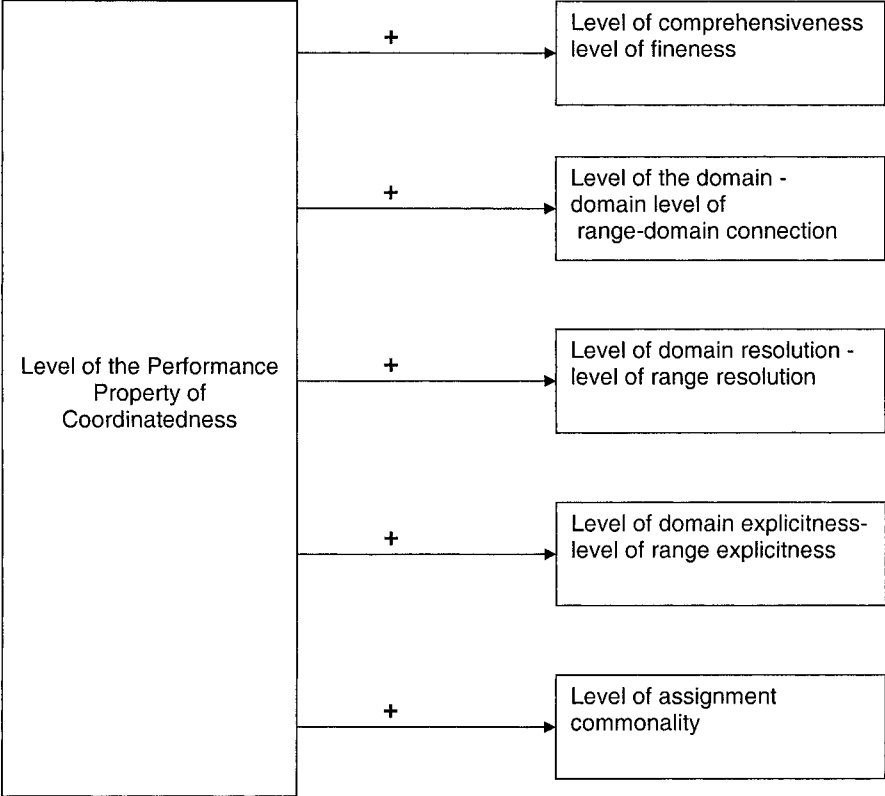 Level of the Performance
Property of
Coordinatedness
+
Level of comprehensiveness
level of fineness
+
Level of the domain -
domain level of
range-domain connection
+
Level of domain resolution -
level of range resolution
+
Level of domain explicitness-
level of range explicitness
+
Level of assignment
commonality